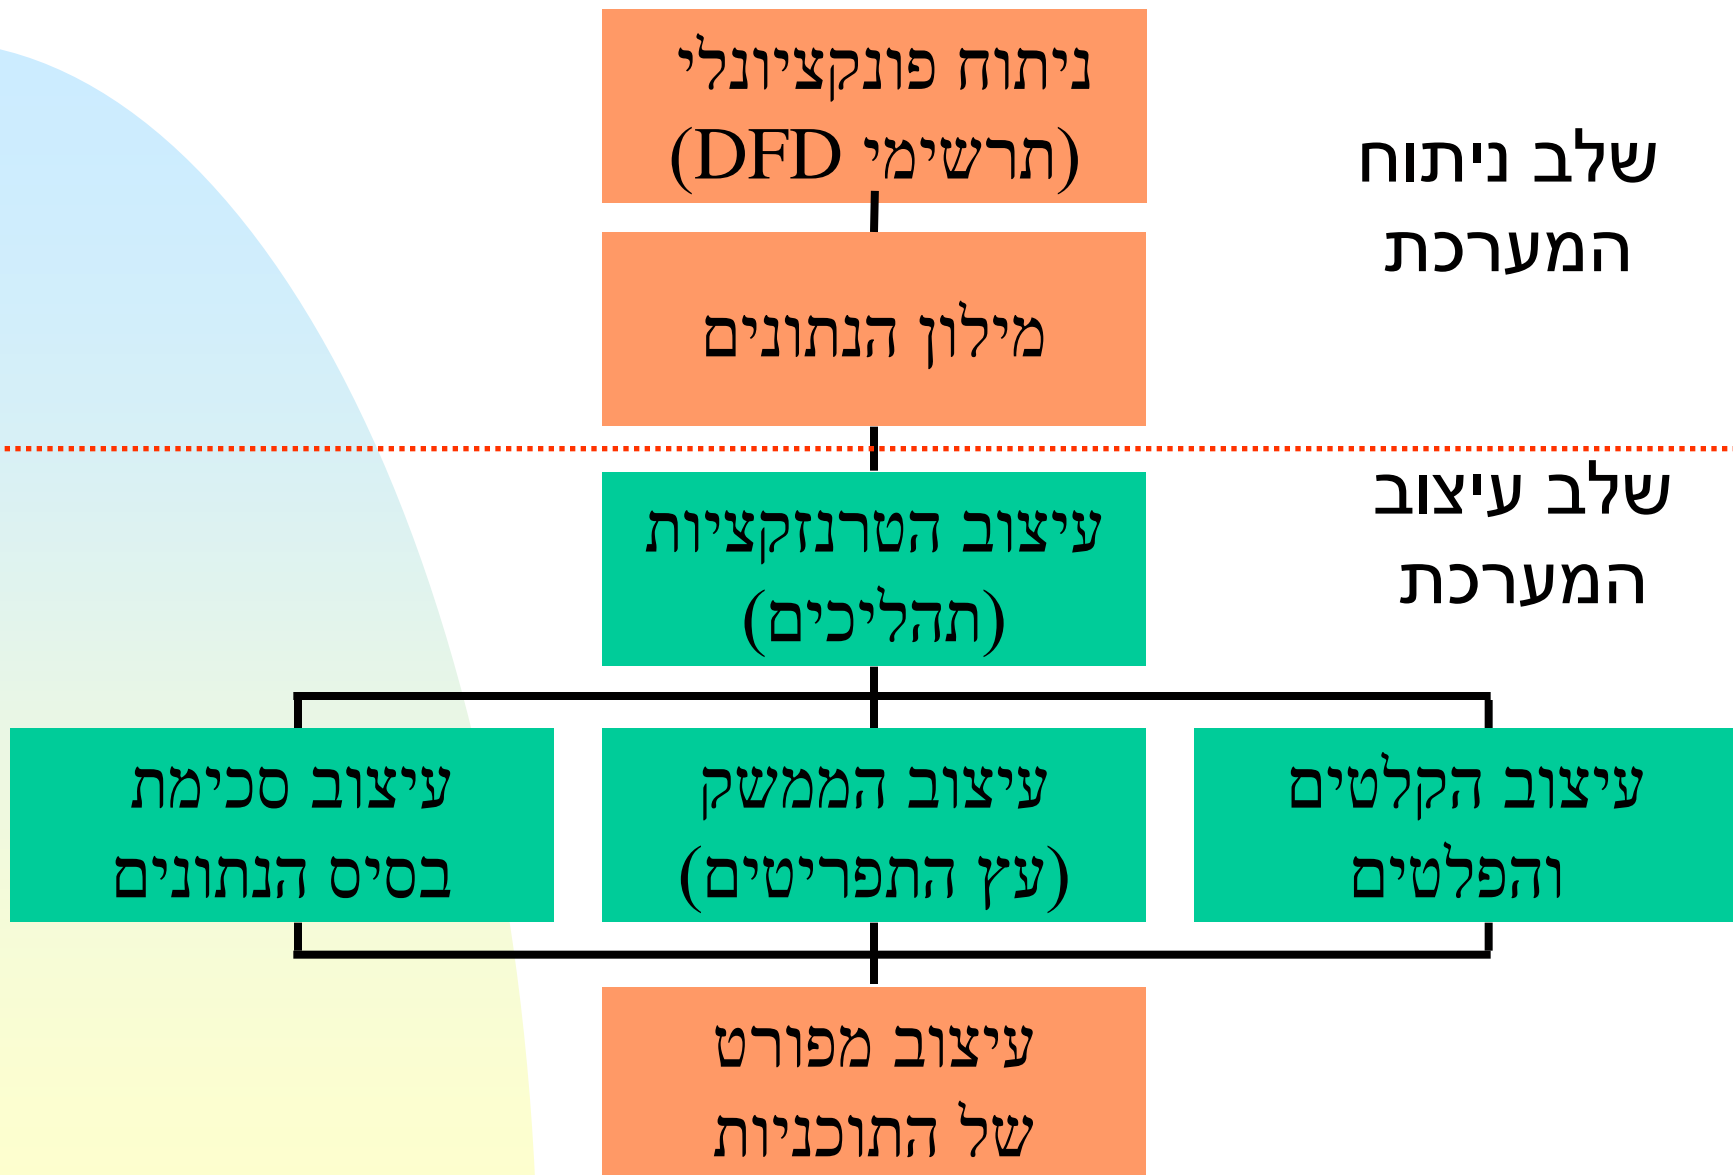 ניתוח פונקציונלי
(תרשימי DFD)
שלב ניתוח
המערכת
מילון הנתונים
שלב עיצוב
המערכת
עיצוב הטרנזקציות
(תהליכים)
עיצוב הקלטים
והפלטים
עיצוב הממשק
(עץ התפריטים)
עיצוב סכימת
בסיס הנתונים
עיצוב מפורט
של התוכניות